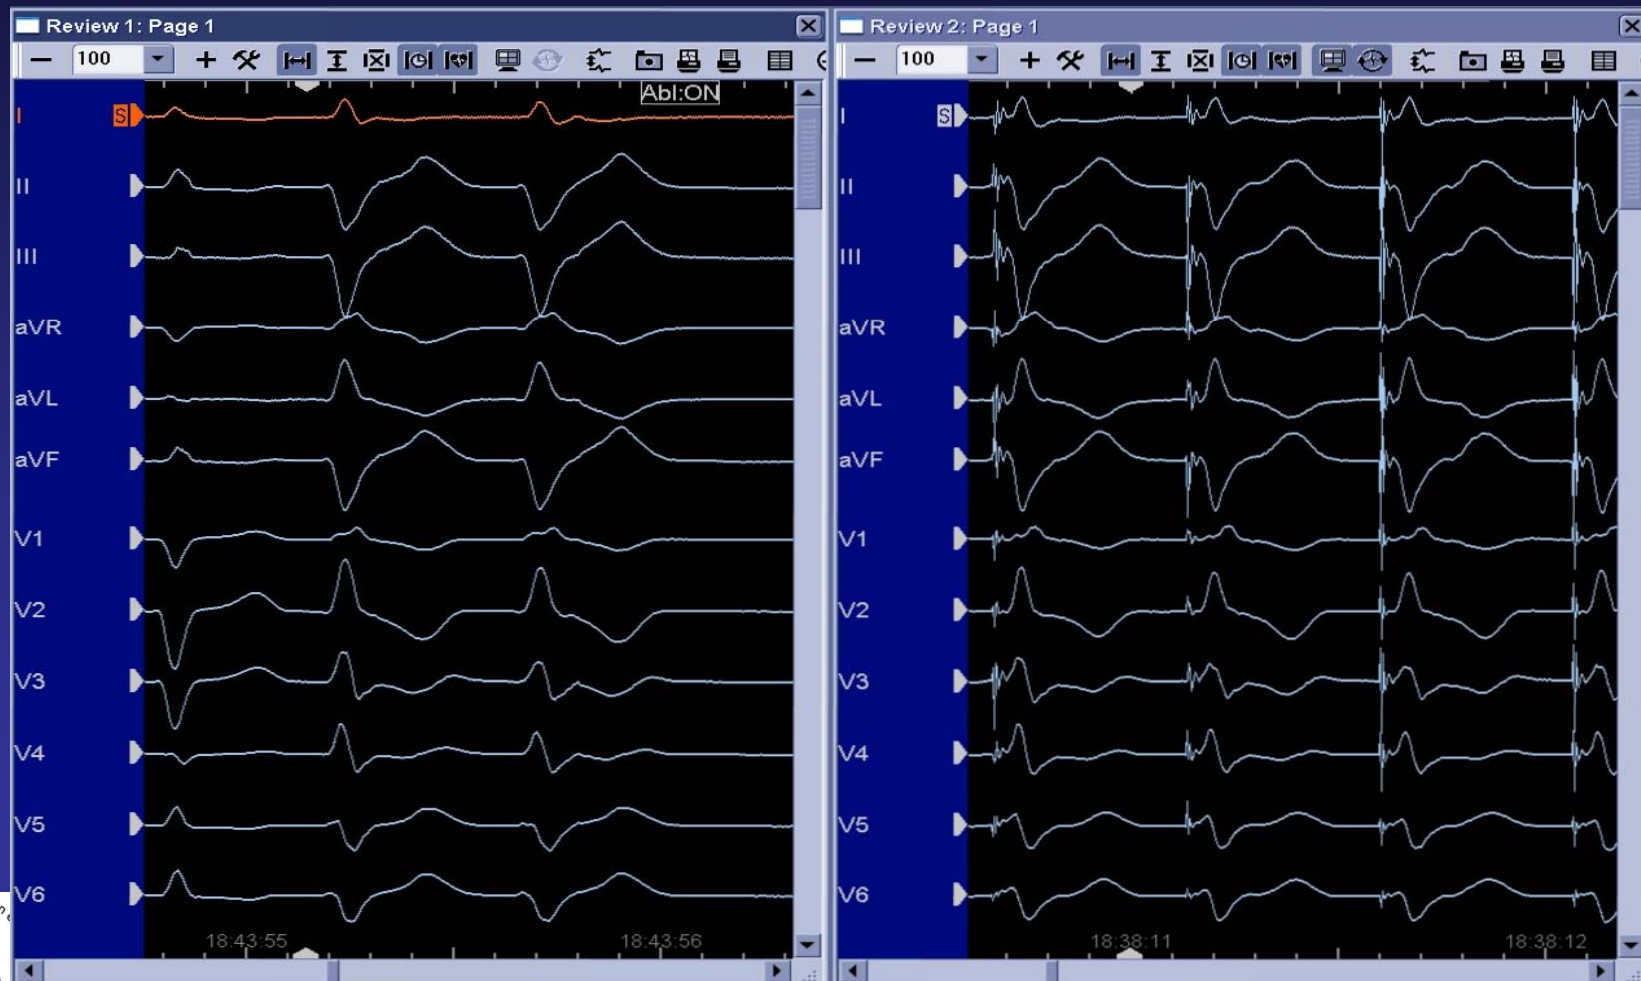 Review 1: Page 1
100
Abl:ON
I
S
II
III
aVR
aVL
aVF
V1
V2
V3
V4
V5
V6
18:43:55
18:43:56
Review 2: Page 1
100
I
S
II
III
aVR
aVL
aVF
V1
V2
V3
V4
V5
V6
18:38:11
18:38:12